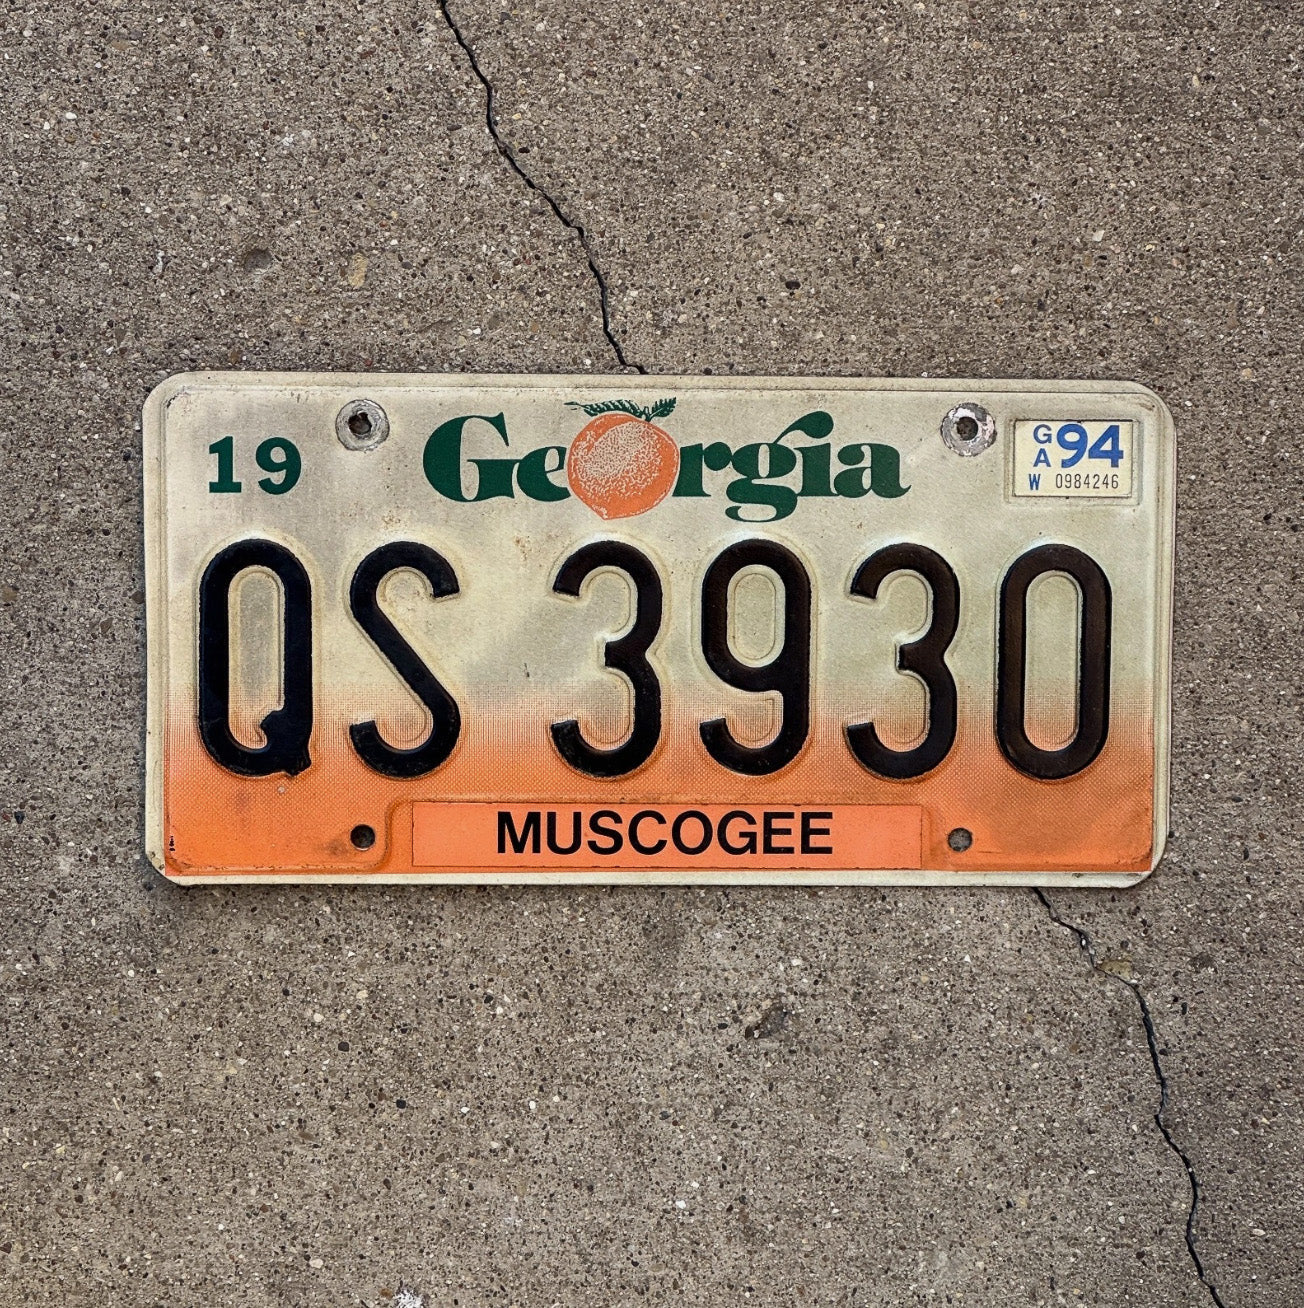 19 Georgia GA 94
W 0984246
QS 3930
MUSCOGEE